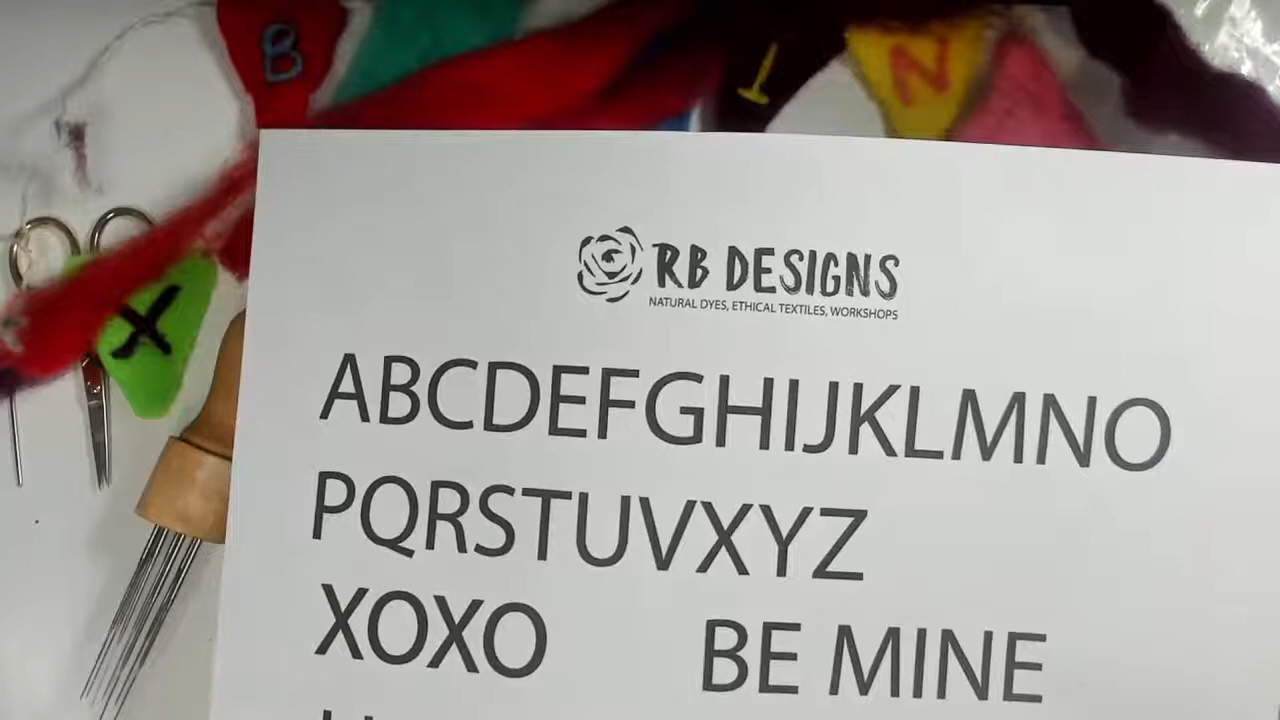 B
I
N
X
RB DESIGNS
NATURAL DYES, ETHICAL TEXTILES, WORKSHOPS
ABCDEFGHIJKLMNO
PQRSTUVXYZ
XOXO BE MINE